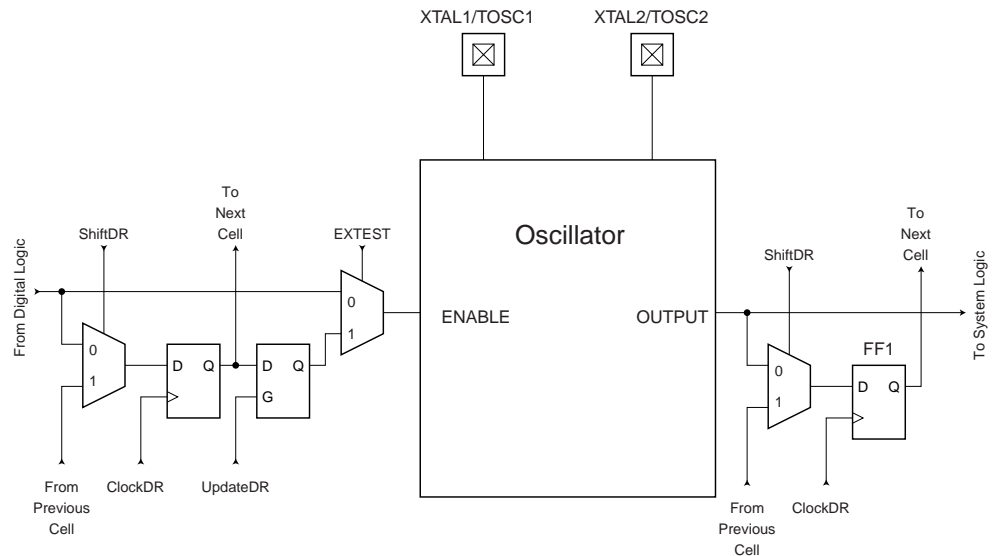 XTAL1/TOSC1
XTAL2/TOSC2
To
Next
Cell
ShiftDR
EXTEST
From Digital Logic
0
1
D
Q
D
Q
G
0
1
From
Previous
Cell
ClockDR
UpdateDR
Oscillator
ENABLE
OUTPUT
To
Next
Cell
ShiftDR
To System Logic
FF1
0
1
D
Q
From
Previous
Cell
ClockDR